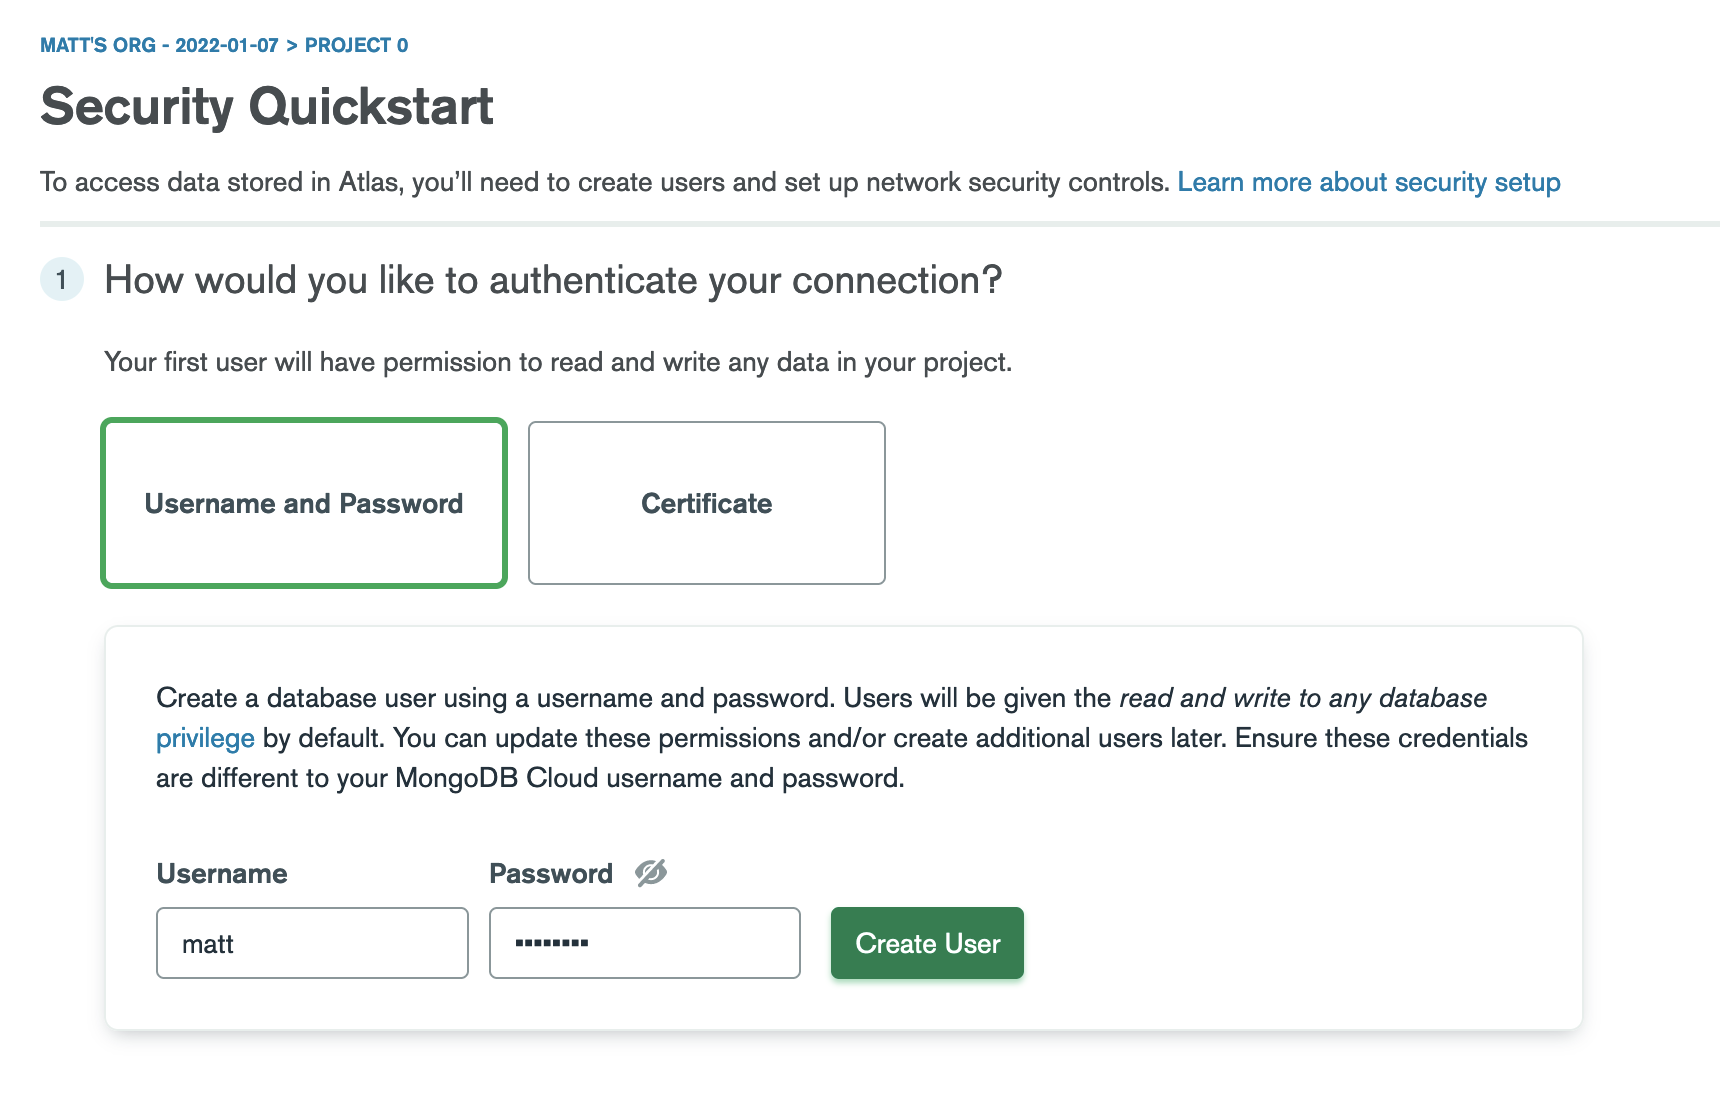 MATT'S ORG - 2022-01-07 > PROJECT 0
Security Quickstart
To access data stored in Atlas, you’ll need to create users and set up network security controls. Learn more about security setup
1 How would you like to authenticate your connection?
Your first user will have permission to read and write any data in your project.
Username and Password
Certificate
Create a database user using a username and password. Users will be given the read and write to any database
privilege by default. You can update these permissions and/or create additional users later. Ensure these credentials
are different to your MongoDB Cloud username and password.
Username
Password
matt
••••••••
Create User